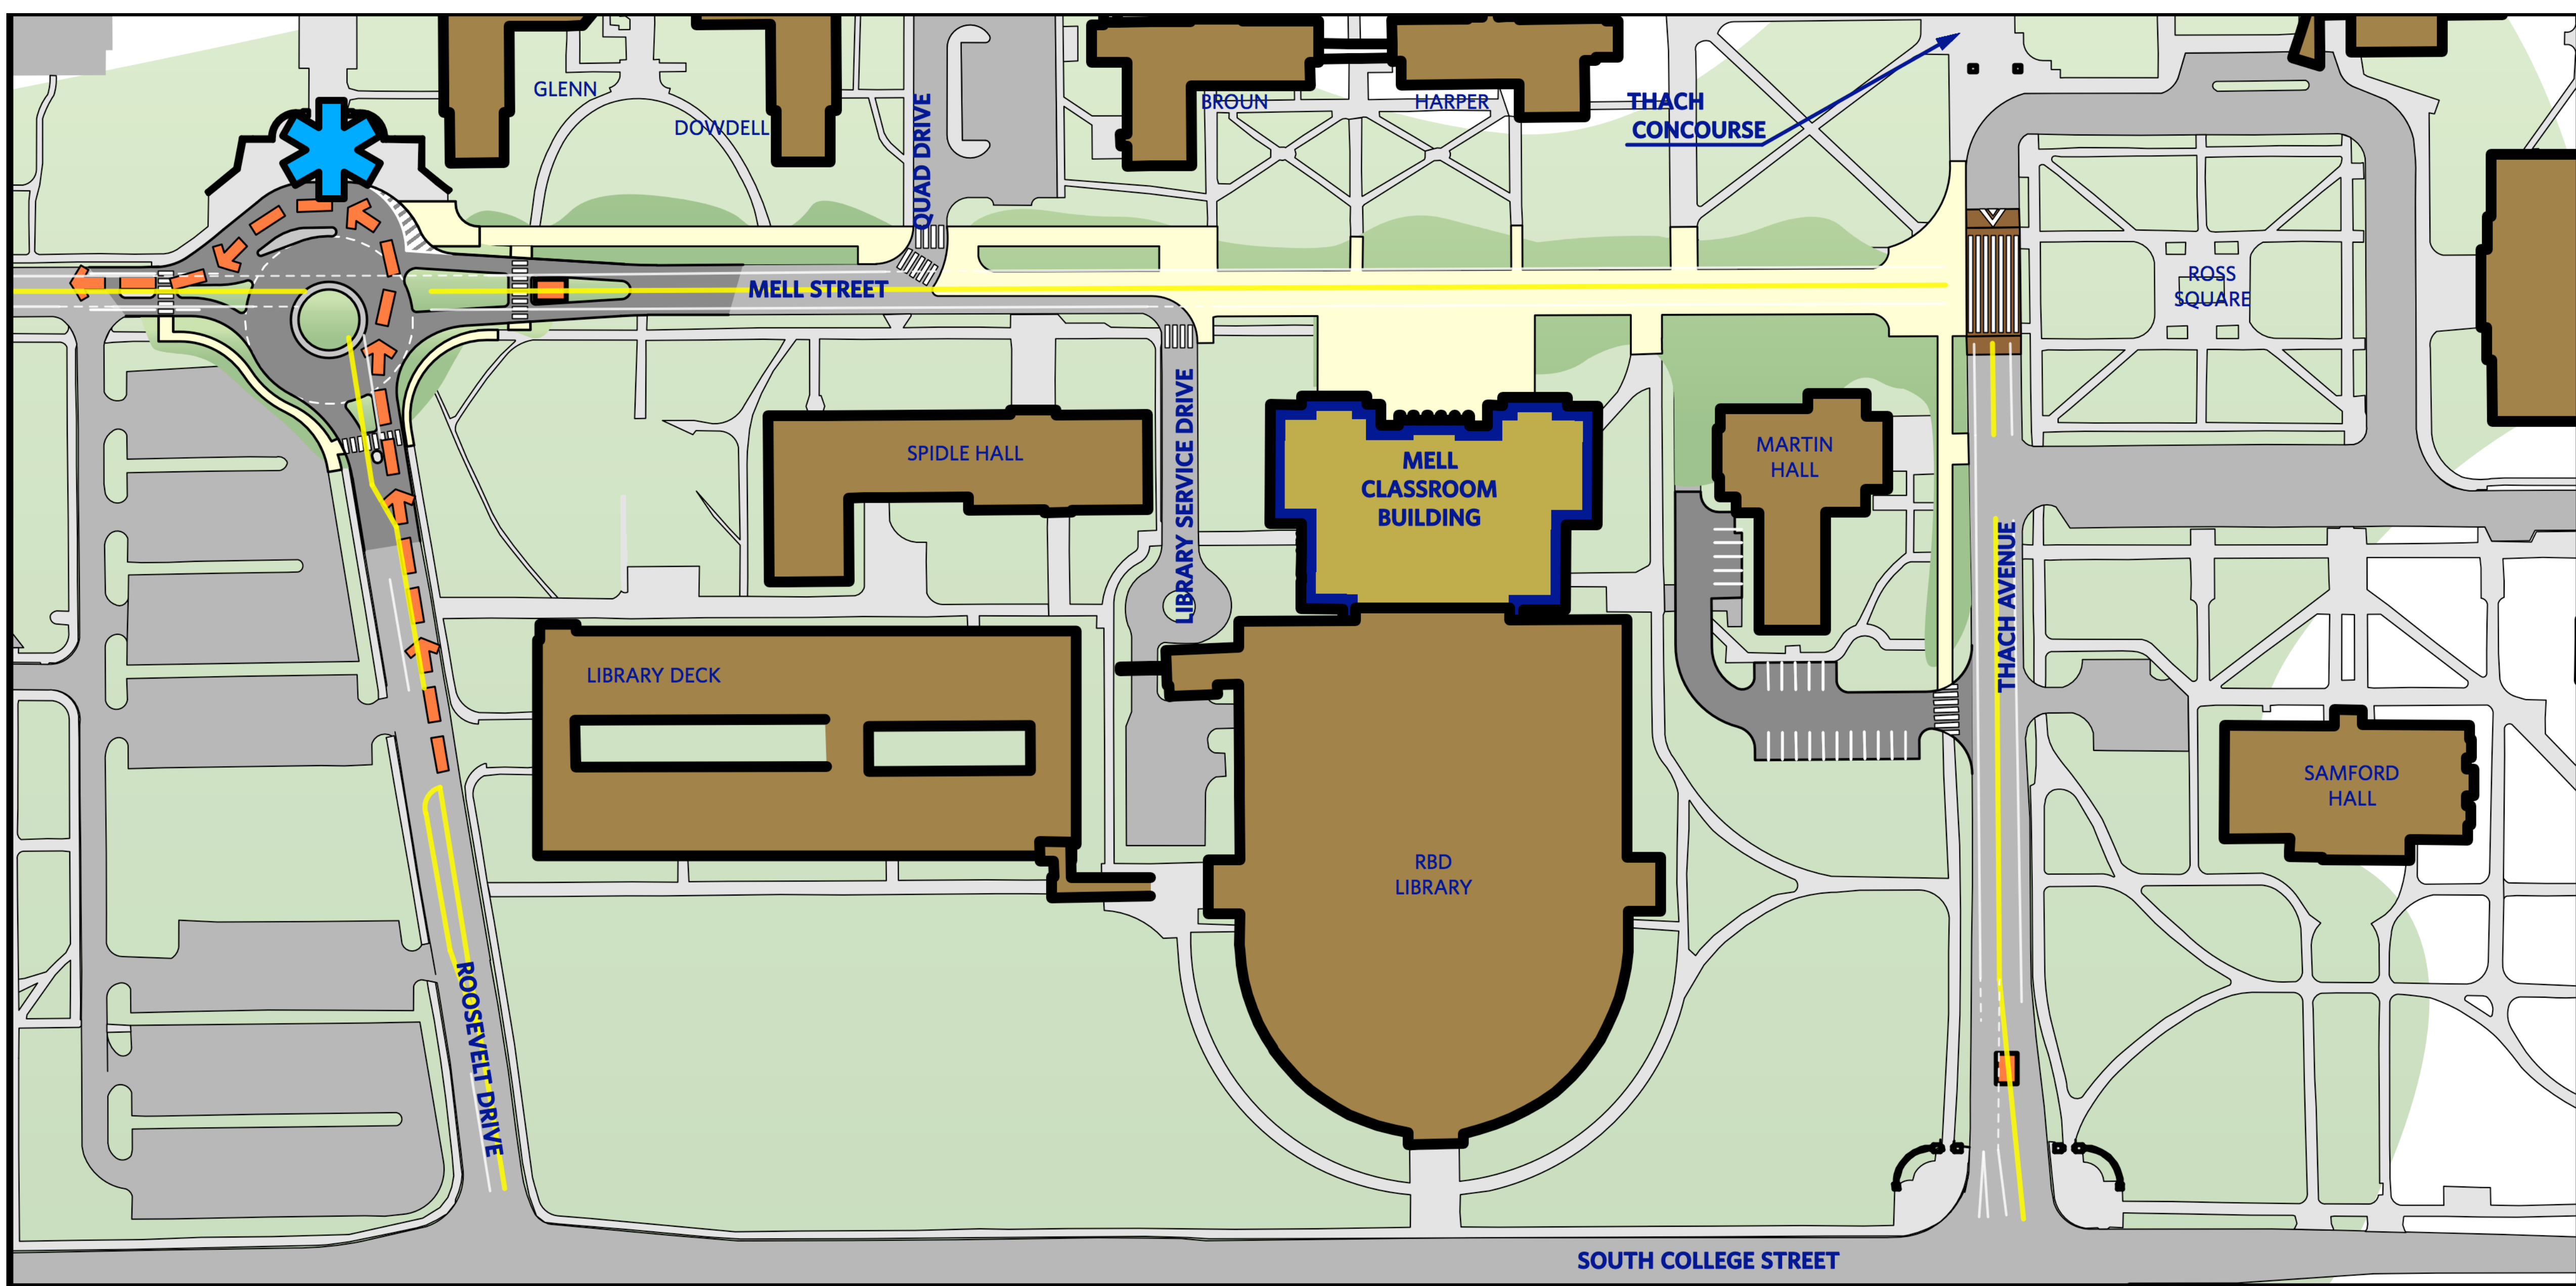 GLENN
DOWDELL
QUAD DRIVE
BROUN
HARPER
THACH
CONCOURSE
MELL STREET
ROSS
SQUARE
SPIDLE HALL
LIBRARY SERVICE DRIVE
MELL
CLASSROOM
BUILDING
MARTIN
HALL
THACH AVENUE
LIBRARY DECK
SAMFORD
HALL
RBD
LIBRARY
ROOSEVELT DRIVE
SOUTH COLLEGE STREET